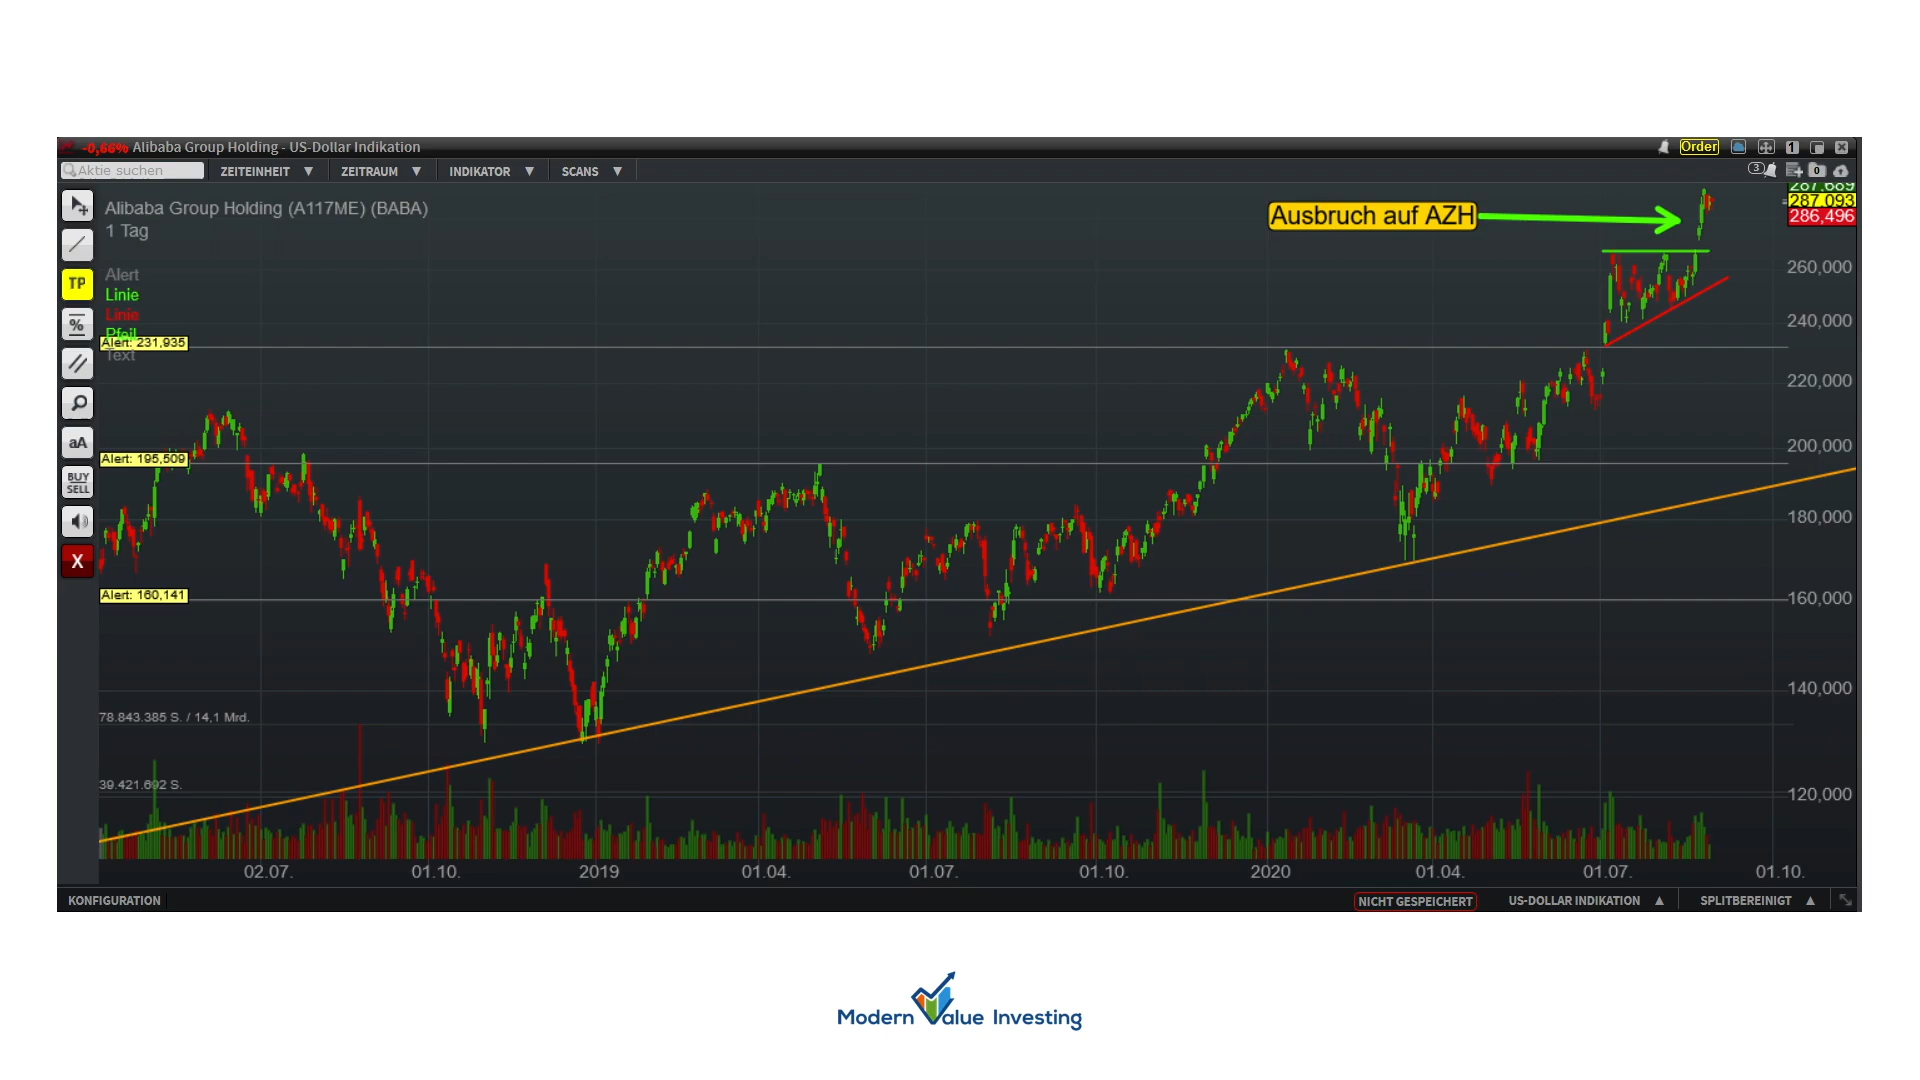 -0,66% Alibaba Group Holding - US-Dollar Indikation
Order
1
Aktie suchen
ZEITEINHEIT
ZEITRAUM
INDIKATOR
SCANS
3
0
Alibaba Group Holding (A117ME) (BABA)
1 Tag
Ausbruch auf AZH
287,689
287,093
286,496
TP
%
aA
BUY
SELL
X
Alert
Linie
Linie
Pfeil
Text
Alert: 231,935
Alert: 195,509
Alert: 160,141
260,000
240,000
220,000
200,000
180,000
160,000
140,000
120,000
78.843.385 S. / 14,1 Mrd.
39.421.692 S.
02.07.
01.10.
2019
01.04.
01.07.
01.10.
2020
01.04.
01.07.
01.10.
KONFIGURATION
NICHT GESPEICHERT
US-DOLLAR INDIKATION
SPLITBEREINIGT
Modern Value Investing